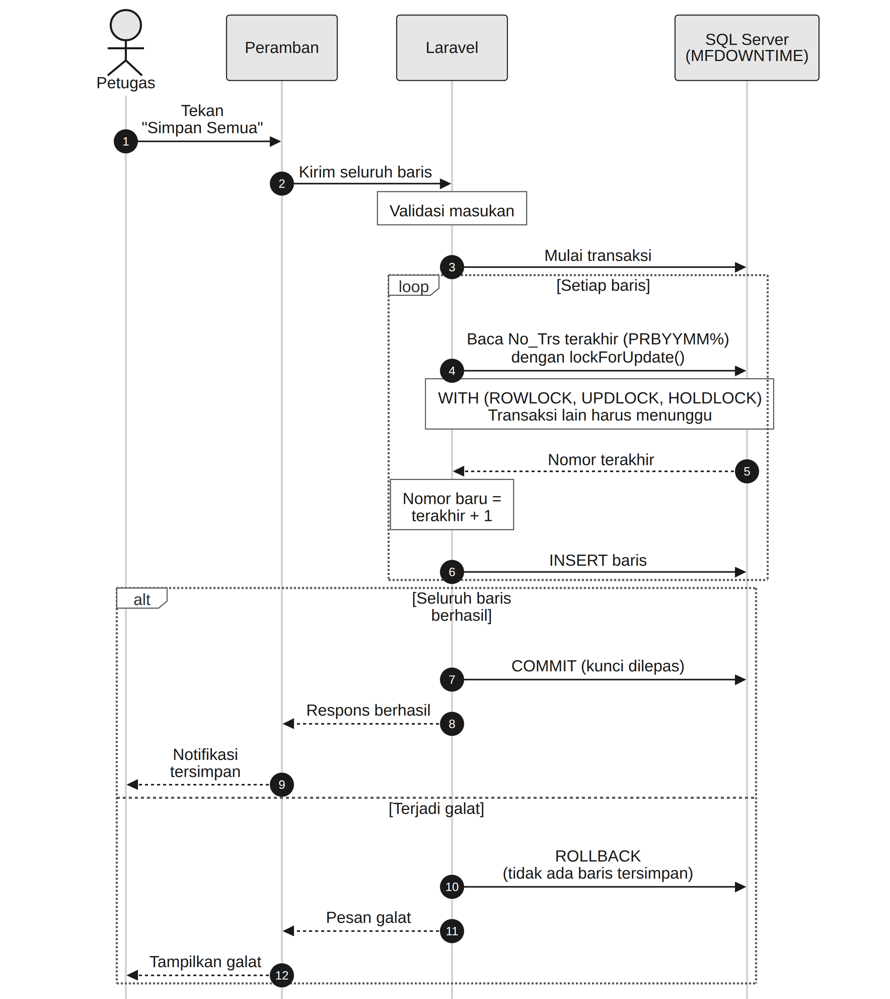 Petugas
Peramban
Laravel
SQL Server
(MFDOWNTIME)
Tekan
"Simpan Semua"
1
Kirim seluruh baris
2
Validasi masukan
Mulai transaksi
3
loop
[Setiap baris]
Baca No_Trs terakhir (PRBYYMM%)
dengan lockForUpdate()
4
WITH (ROWLOCK, UPDLOCK, HOLDLOCK)
Transaksi lain harus menunggu
Nomor terakhir
5
Nomor baru =
terakhir + 1
INSERT baris
6
alt
[Seluruh baris
berhasil]
COMMIT (kunci dilepas)
7
Respons berhasil
8
Notifikasi
tersimpan
9
[Terjadi galat]
ROLLBACK
(tidak ada baris tersimpan)
10
Pesan galat
11
Tampilkan galat
12